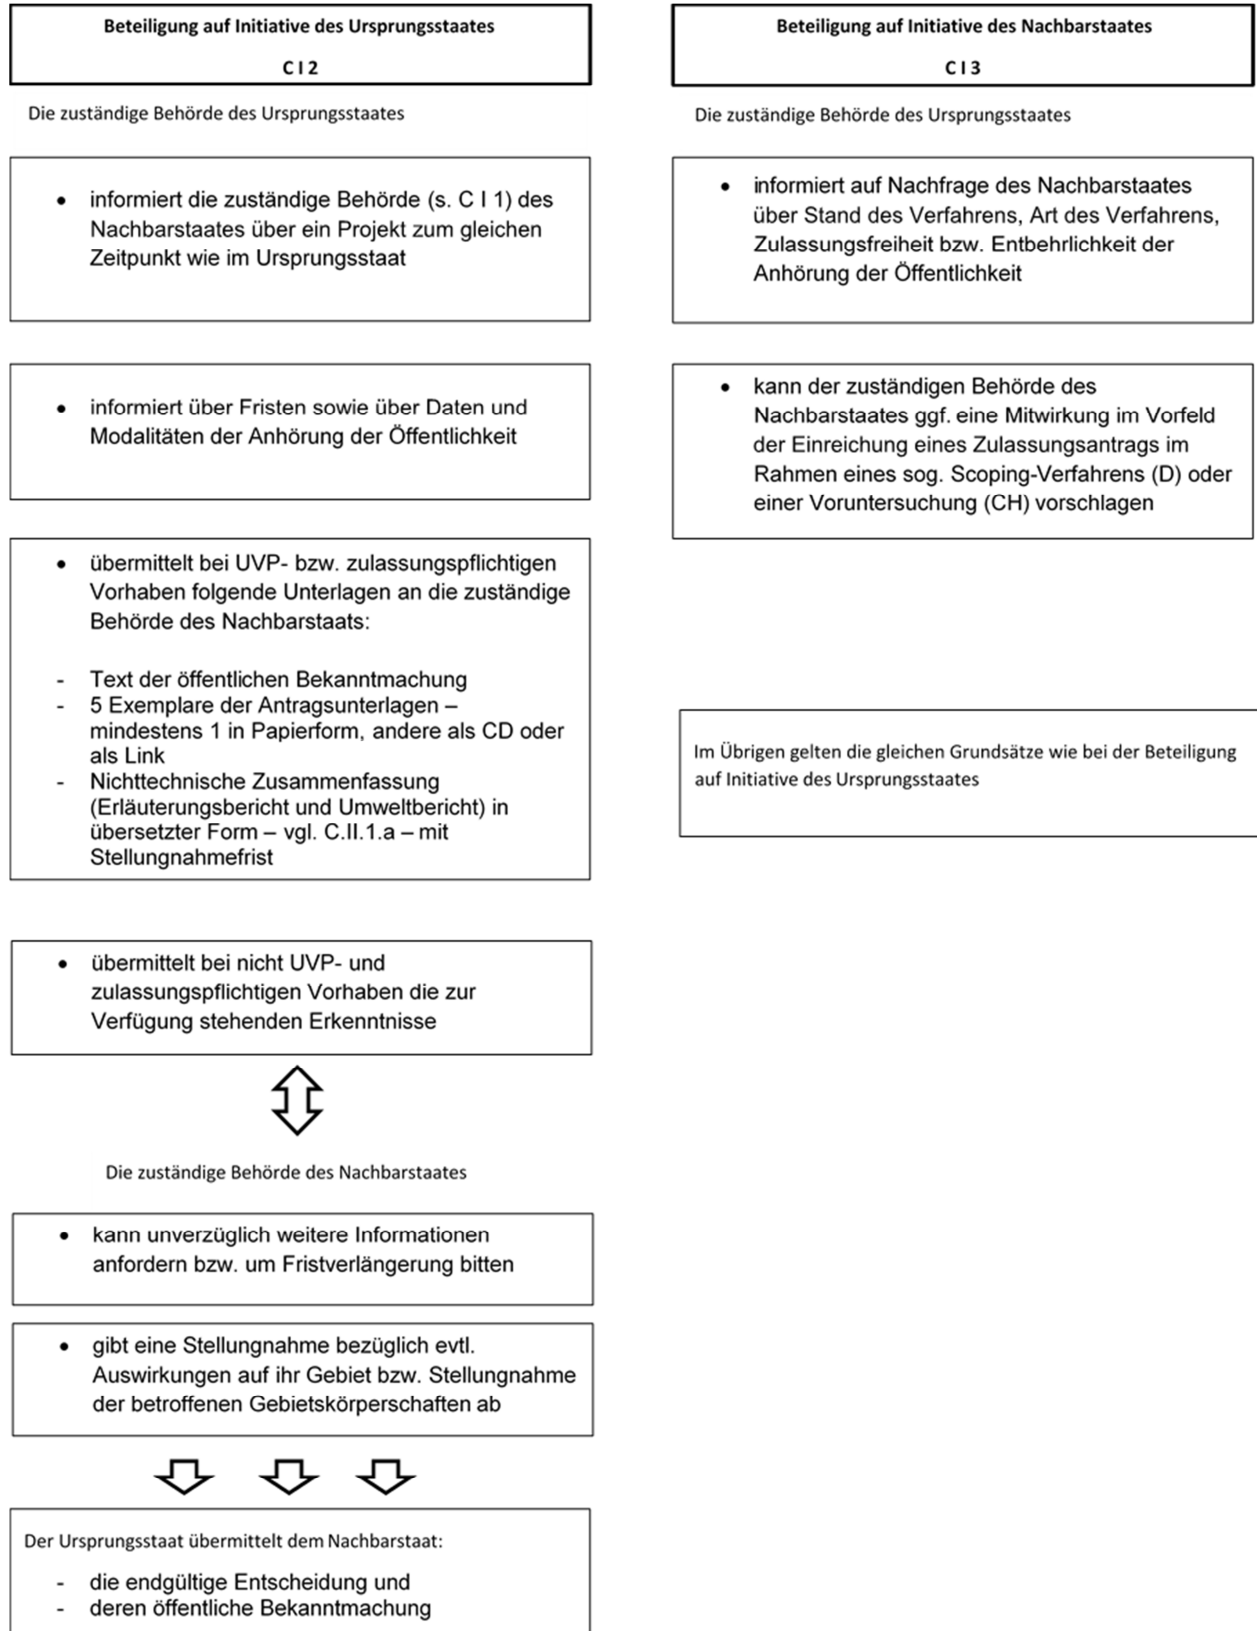 Beteiligung auf Initiative des Ursprungsstaates
C I 2
Die zuständige Behörde des Ursprungsstaates
• informiert die zuständige Behörde (s. C I 1) des
Nachbarstaates über ein Projekt zum gleichen
Zeitpunkt wie im Ursprungsstaat
• informiert über Fristen sowie über Daten und
Modalitäten der Anhörung der Öffentlichkeit
• übermittelt bei UVP- bzw. zulassungspflichtigen
Vorhaben folgende Unterlagen an die zuständige
Behörde des Nachbarstaats:
- Text der öffentlichen Bekanntmachung
- 5 Exemplare der Antragsunterlagen –
mindestens 1 in Papierform, andere als CD oder
als Link
- Nichttechnische Zusammenfassung
(Erläuterungsbericht und Umweltbericht) in
übersetzter Form – vgl. C.II.1.a – mit
Stellungnahmefrist
• übermittelt bei nicht UVP- und
zulassungspflichtigen Vorhaben die zur
Verfügung stehenden Erkenntnisse
Die zuständige Behörde des Nachbarstaates
• kann unverzüglich weitere Informationen
anfordern bzw. um Fristverlängerung bitten
• gibt eine Stellungnahme bezüglich evtl.
Auswirkungen auf ihr Gebiet bzw. Stellungnahme
der betroffenen Gebietskörperschaften ab
Der Ursprungsstaat übermittelt dem Nachbarstaat:
- die endgültige Entscheidung und
- deren öffentliche Bekanntmachung
Beteiligung auf Initiative des Nachbarstaates
C I 3
Die zuständige Behörde des Ursprungsstaates
• informiert auf Nachfrage des Nachbarstaates
über Stand des Verfahrens, Art des Verfahrens,
Zulassungsfreiheit bzw. Entbehrlichkeit der
Anhörung der Öffentlichkeit
• kann der zuständigen Behörde des
Nachbarstaates ggf. eine Mitwirkung im Vorfeld
der Einreichung eines Zulassungsantrags im
Rahmen eines sog. Scoping-Verfahrens (D) oder
einer Voruntersuchung (CH) vorschlagen
Im Übrigen gelten die gleichen Grundsätze wie bei der Beteiligung
auf Initiative des Ursprungsstaates